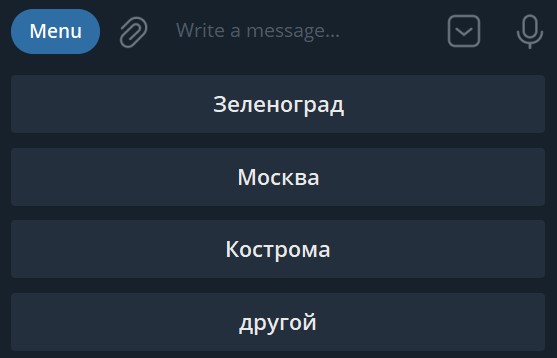 Menu Write a message...
Зеленоград
Москва
Кострома
другой